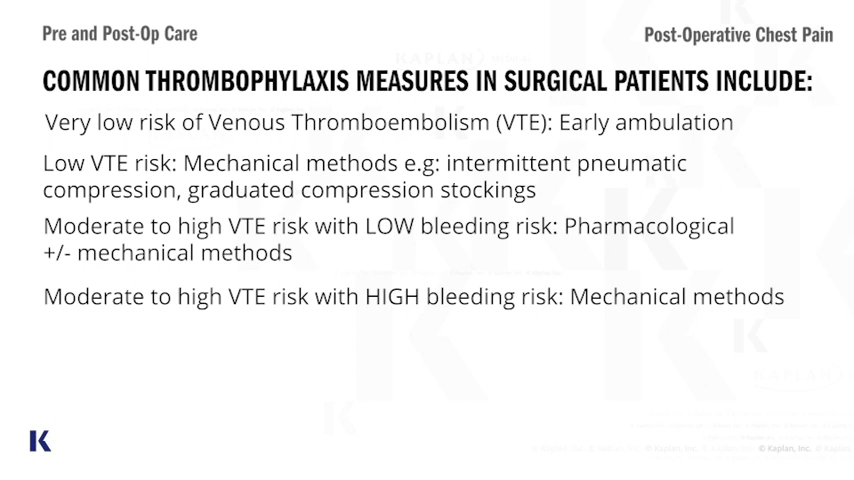 Pre and Post-Op Care
Post-Operative Chest Pain
COMMON THROMBOPHYLAXIS MEASURES IN SURGICAL PATIENTS INCLUDE:
Very low risk of Venous Thromboembolism (VTE): Early ambulation
Low VTE risk: Mechanical methods e.g: intermittent pneumatic
compression, graduated compression stockings
Moderate to high VTE risk with LOW bleeding risk: Pharmacological
+/- mechanical methods
Moderate to high VTE risk with HIGH bleeding risk: Mechanical methods
K
© Kaplan, Inc.